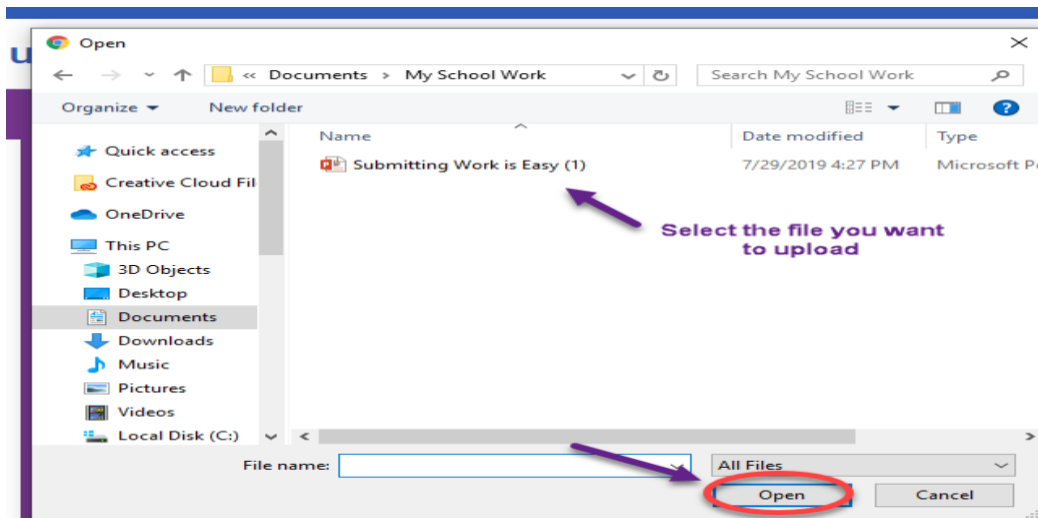 u
Open
« Documents > My School Work
Search My School Work
Organize
New folder
?
Name
Date modified
Type
Quick access
Submitting Work is Easy (1)
7/29/2019 4:27 PM
Microsoft P
Creative Cloud Fil
OneDrive
This PC
3D Objects
Desktop
Documents
Downloads
Music
Pictures
Videos
Local Disk (C:)
Select the file you want
to upload
File name:
All Files
Open
Cancel